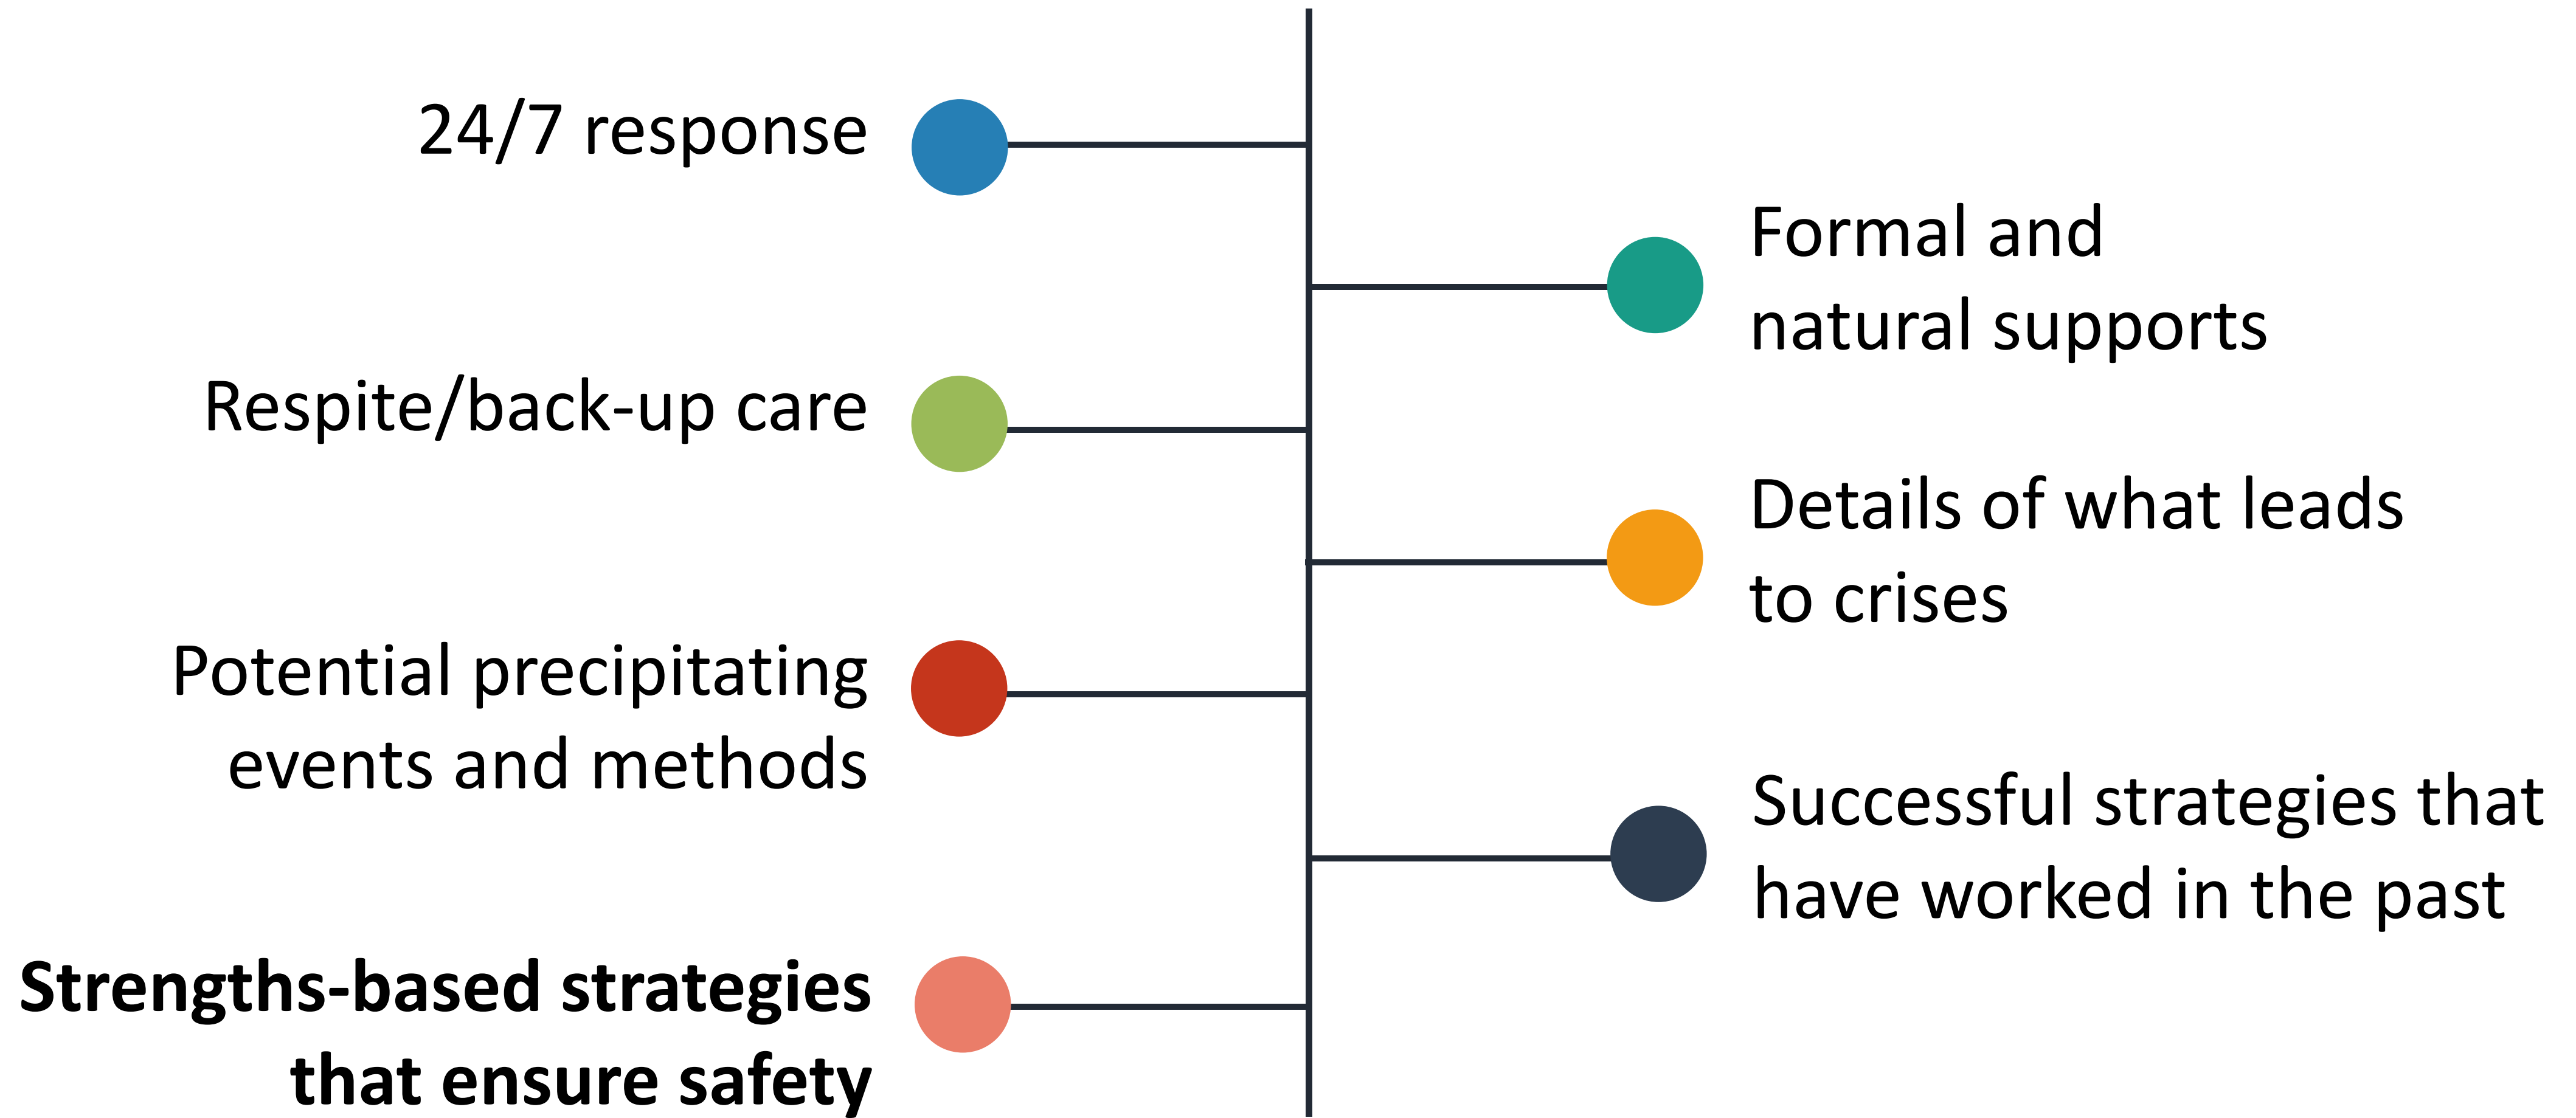 24/7 response
Formal and
natural supports
Respite/back-up care
Details of what leads
to crises
Potential precipitating
events and methods
Successful strategies that
have worked in the past
Strengths-based strategies
that ensure safety